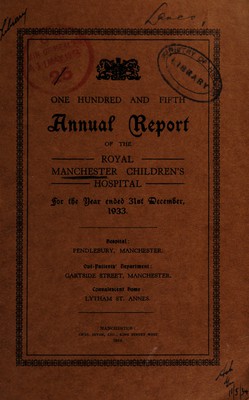 ONE HUNDRED AND FIFTH
Annual Report
OF THE
ROYAL
MANCHESTER CHILDREN'S
HOSPITAL
For the Year ended 31st December,
1933.
Hospital:
PENDLEBURY, MANCHESTER.
Out-Patients' Department:
GARTSIDE STREET, MANCHESTER.
Convalescent Home
LYTHAM ST. ANNES.
MANCHESTER:
LIBRARY